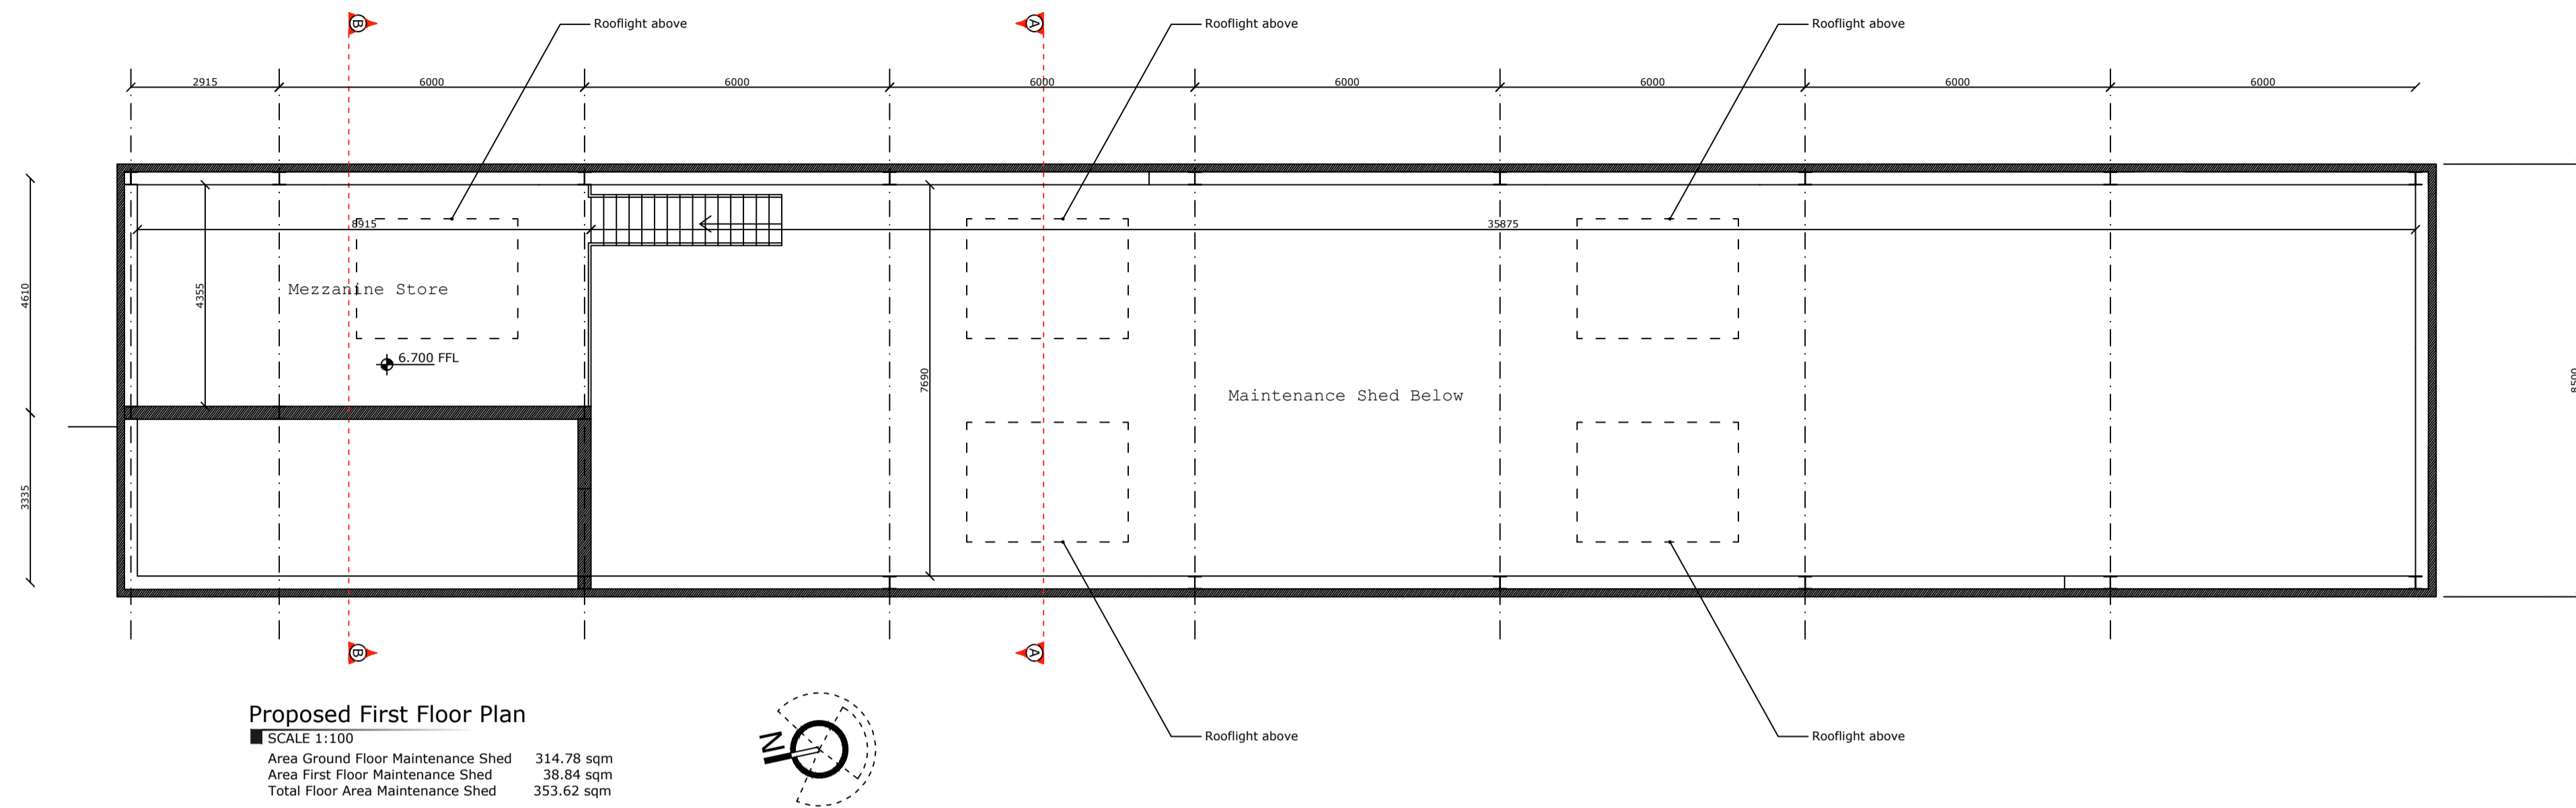 B
A
Rooflight above
Rooflight above
Rooflight above
2915
6000
6000
6000
6000
6000
6000
6000
8915
35875
4610
4355
Mezzanine Store
6.700 FFL
7690
8500
Maintenance Shed Below
3335
B
A
Proposed First Floor Plan
SCALE 1:100
Area Ground Floor Maintenance Shed 314.78 sqm
Area First Floor Maintenance Shed 38.84 sqm
Total Floor Area Maintenance Shed 353.62 sqm
N
Rooflight above
Rooflight above